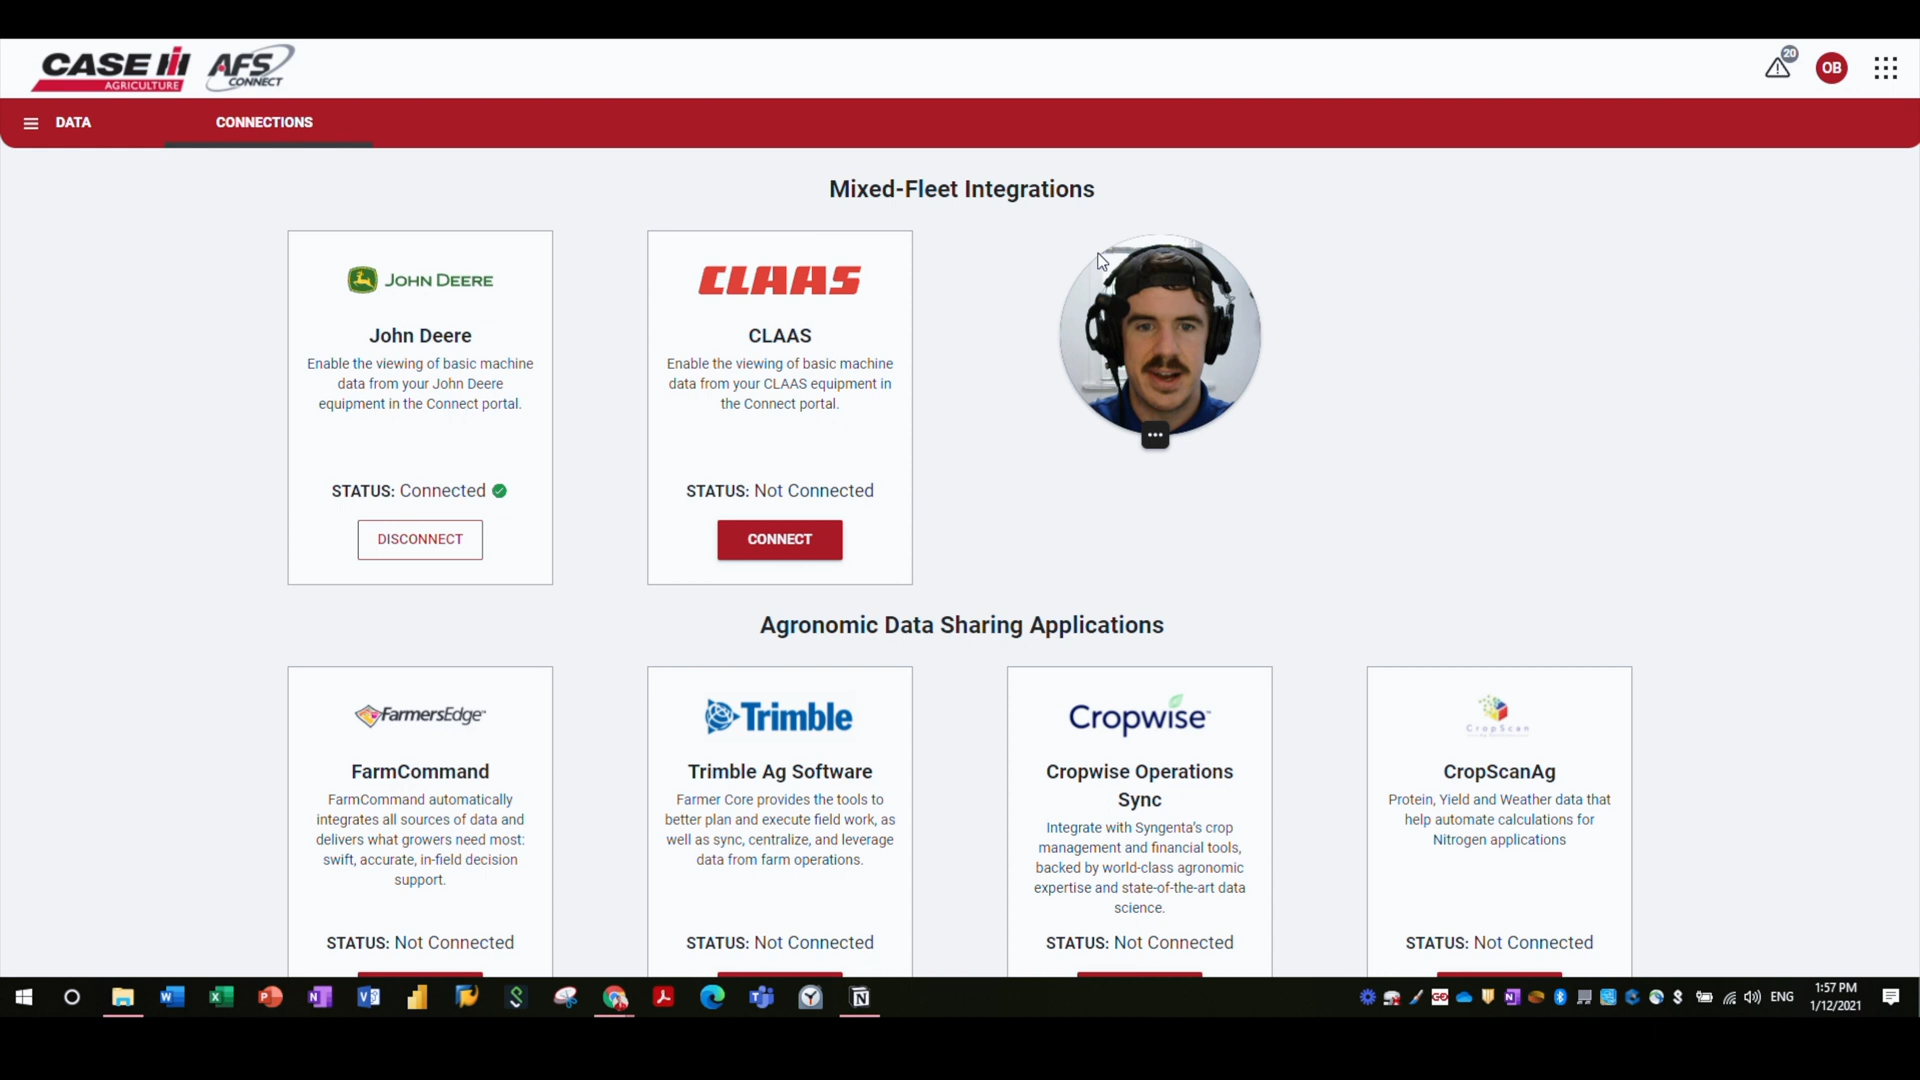 CASE IH
AGRICULTURE
AFS
CONNECT
20
OB
DATA
CONNECTIONS
Mixed-Fleet Integrations
JOHN DEERE
John Deere
Enable the viewing of basic machine
data from your John Deere
equipment in the Connect portal.
STATUS: Connected
DISCONNECT
CLAAS
CLAAS
Enable the viewing of basic machine
data from your CLAAS equipment in
the Connect portal.
STATUS: Not Connected
CONNECT
Agronomic Data Sharing Applications
FarmersEdge™
FarmCommand
FarmCommand automatically
integrates all sources of data and
delivers what growers need most:
swift, accurate, in-field decision
support.
STATUS: Not Connected
Trimble
Trimble Ag Software
Farmer Core provides the tools to
better plan and execute field work, as
well as sync, centralize, and leverage
data from farm operations.
STATUS: Not Connected
Cropwise™
Cropwise Operations
Sync
Integrate with Syngenta's crop
management and financial tools,
backed by world-class agronomic
expertise and state-of-the-art data
science.
STATUS: Not Connected
CropScan
CropScanAg
Protein, Yield and Weather data that
help automate calculations for
Nitrogen applications
STATUS: Not Connected
ENG
1:57 PM
1/12/2021